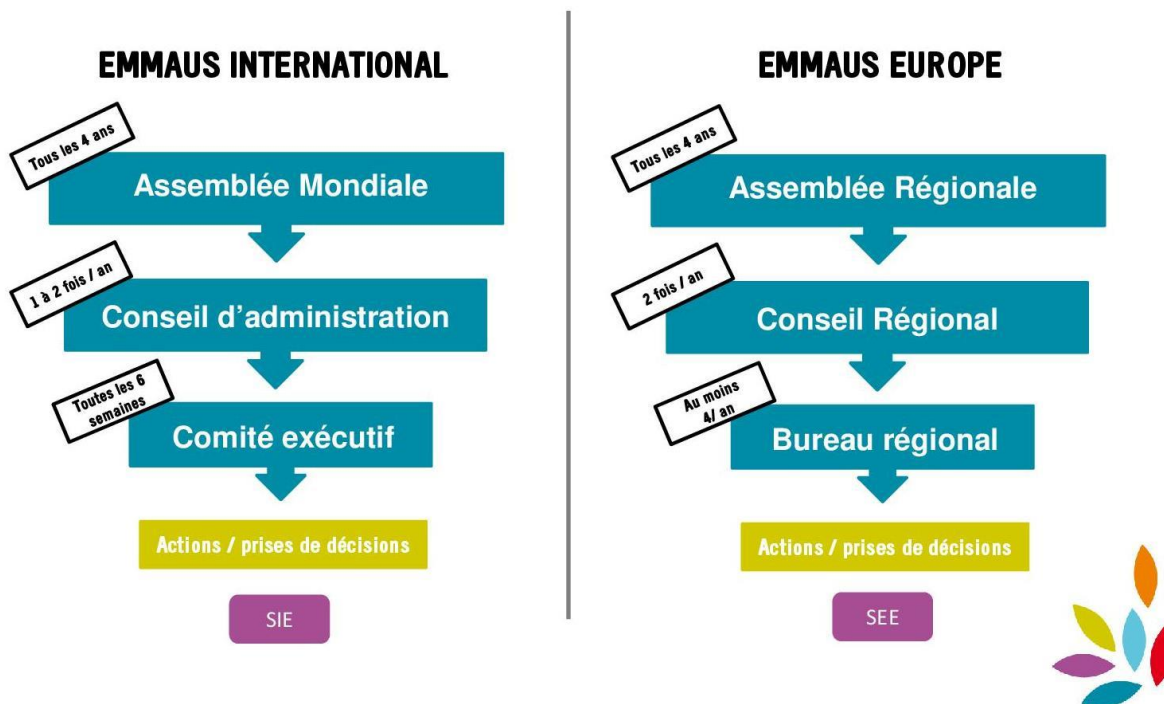 EMMAUS INTERNATIONAL
Tous les 4 ans
Assemblée Mondiale
1 à 2 fois / an
Conseil d'administration
Toutes les 6
semaines
Comité exécutif
Actions / prises de décisions
SIE
EMMAUS EUROPE
Tous les 4 ans
Assemblée Régionale
2 fois / an
Conseil Régional
Au moins
4/ an
Bureau régional
Actions / prises de décisions
SEE